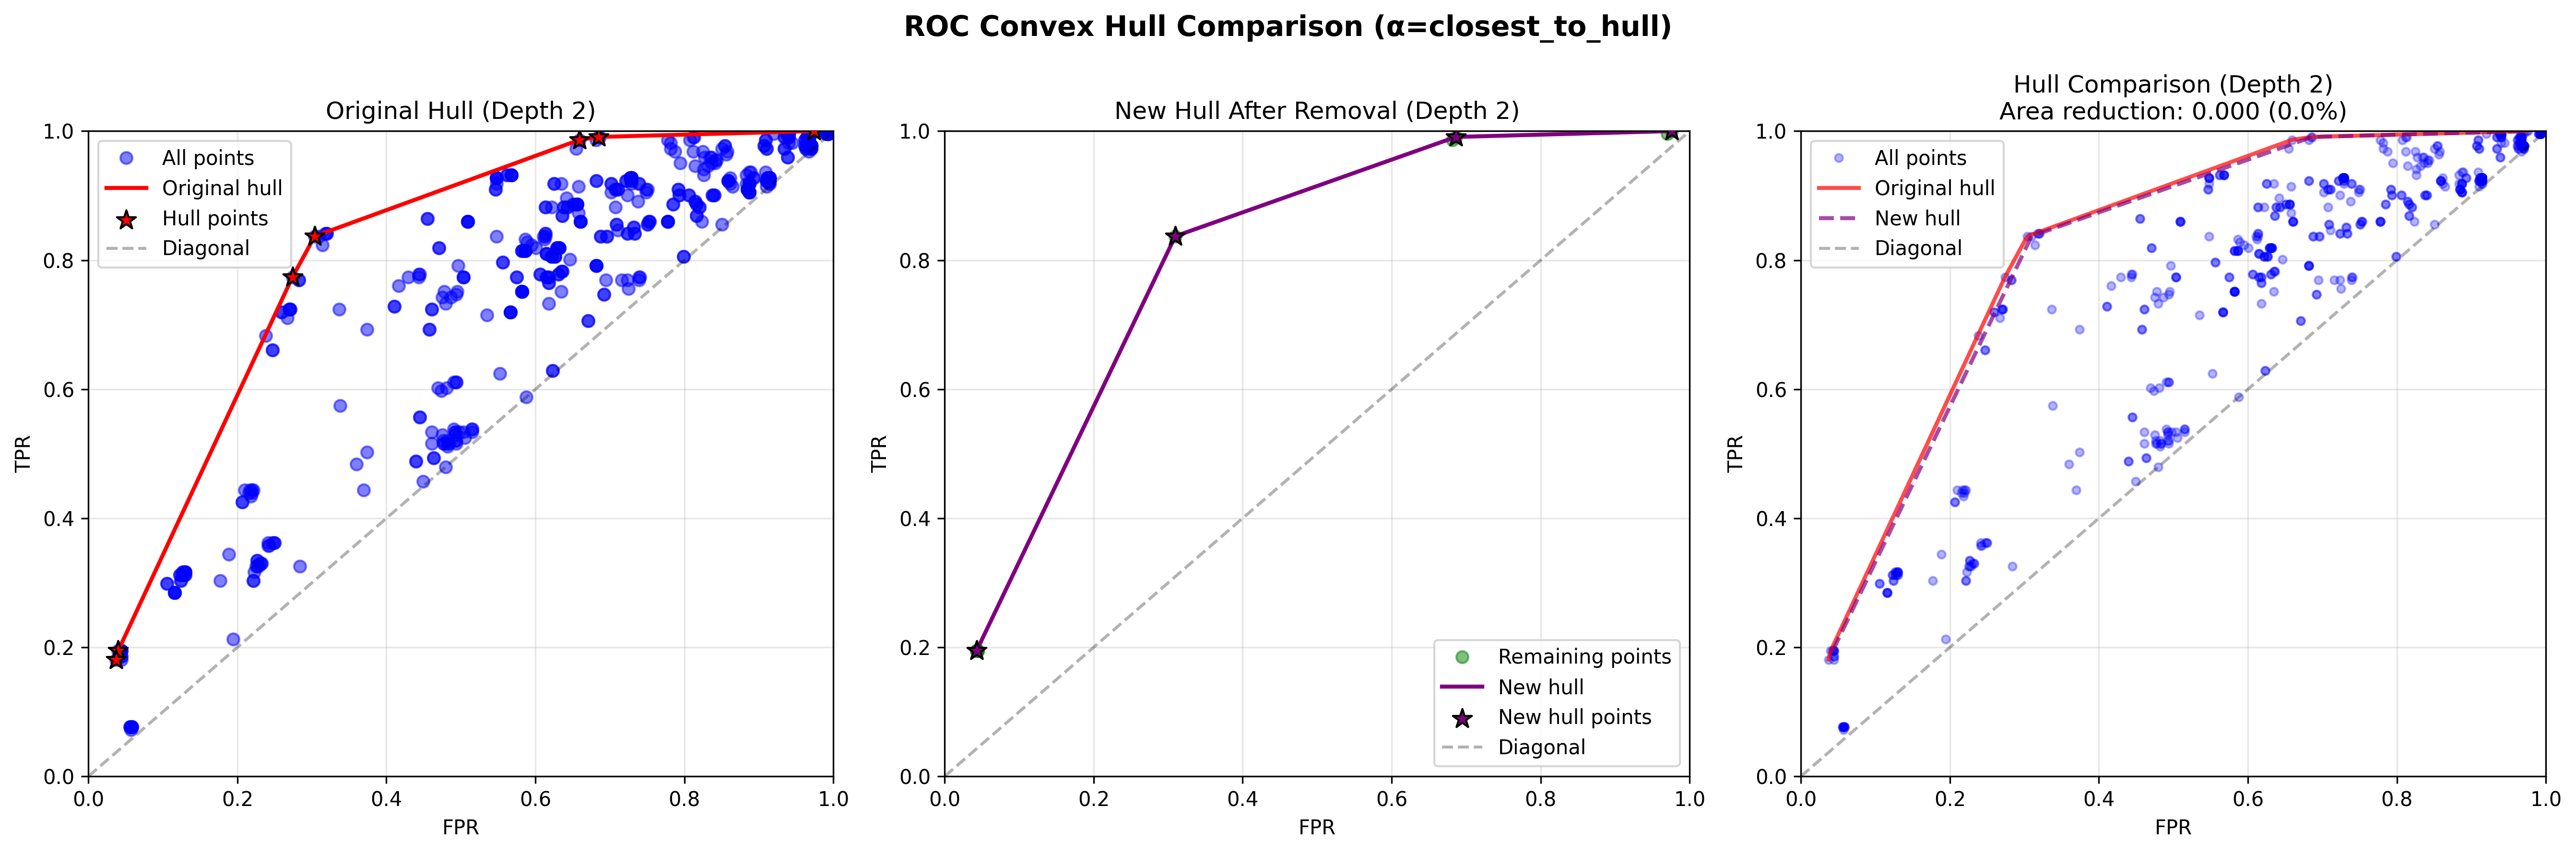 ROC Convex Hull Comparison (α=closest_to_hull)
Original Hull (Depth 2)
All points
Original hull
Hull points
Diagonal
1.0
0.8
0.6
0.4
0.2
0.0
TPR
0.0 0.2 0.4 0.6 0.8 1.0
FPR
New Hull After Removal (Depth 2)
1.0
0.8
0.6
0.4
0.2
0.0
TPR
Remaining points
New hull
New hull points
Diagonal
0.0 0.2 0.4 0.6 0.8 1.0
FPR
Hull Comparison (Depth 2)
Area reduction: 0.000 (0.0%)
All points
Original hull
New hull
Diagonal
1.0
0.8
0.6
0.4
0.2
0.0
TPR
0.0 0.2 0.4 0.6 0.8 1.0
FPR